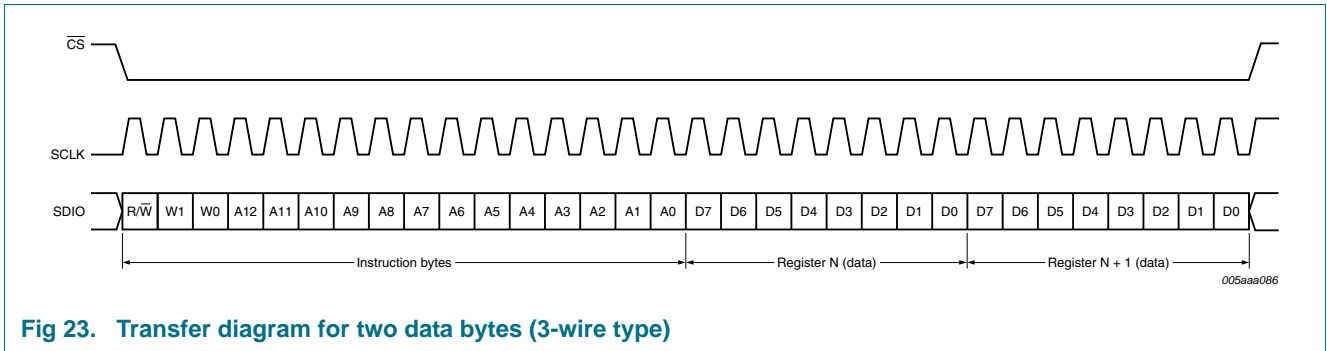 CS
SCLK
SDIO R/W W1 W0 A12 A11 A10 A9 A8 A7 A6 A5 A4 A3 A2 A1 A0 D7 D6 D5 D4 D3 D2 D1 D0 D7 D6 D5 D4 D3 D2 D1 D0
Instruction bytes Register N (data) Register N + 1 (data)
005aaa086
Fig 23. Transfer diagram for two data bytes (3-wire type)